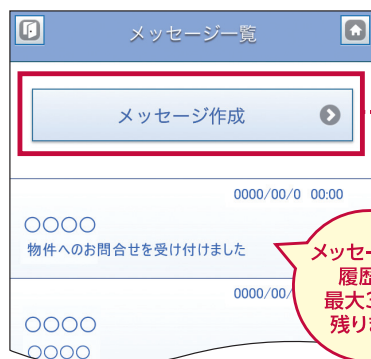 メッセージ一覧
メッセージ作成
0000/00/0 00:00
○○○○
物件へのお問合せを受け付けました
0000/00/
○○○○
○○○○
メッセー
履歴
最大3
残りま